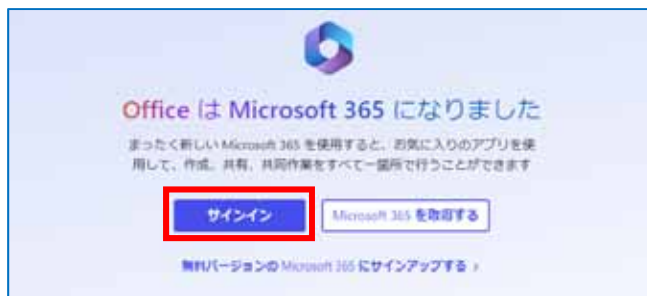 Office は Microsoft 365 になりました
まったく新しい Microsoft 365 を使用すると、お気に入りのアプリを使
用して、作成、共有、共同作業をすべて一箇所で行うことができます
サインイン
Microsoft 365 を取得する
無料バージョンの Microsoft 365 にサインアップする >